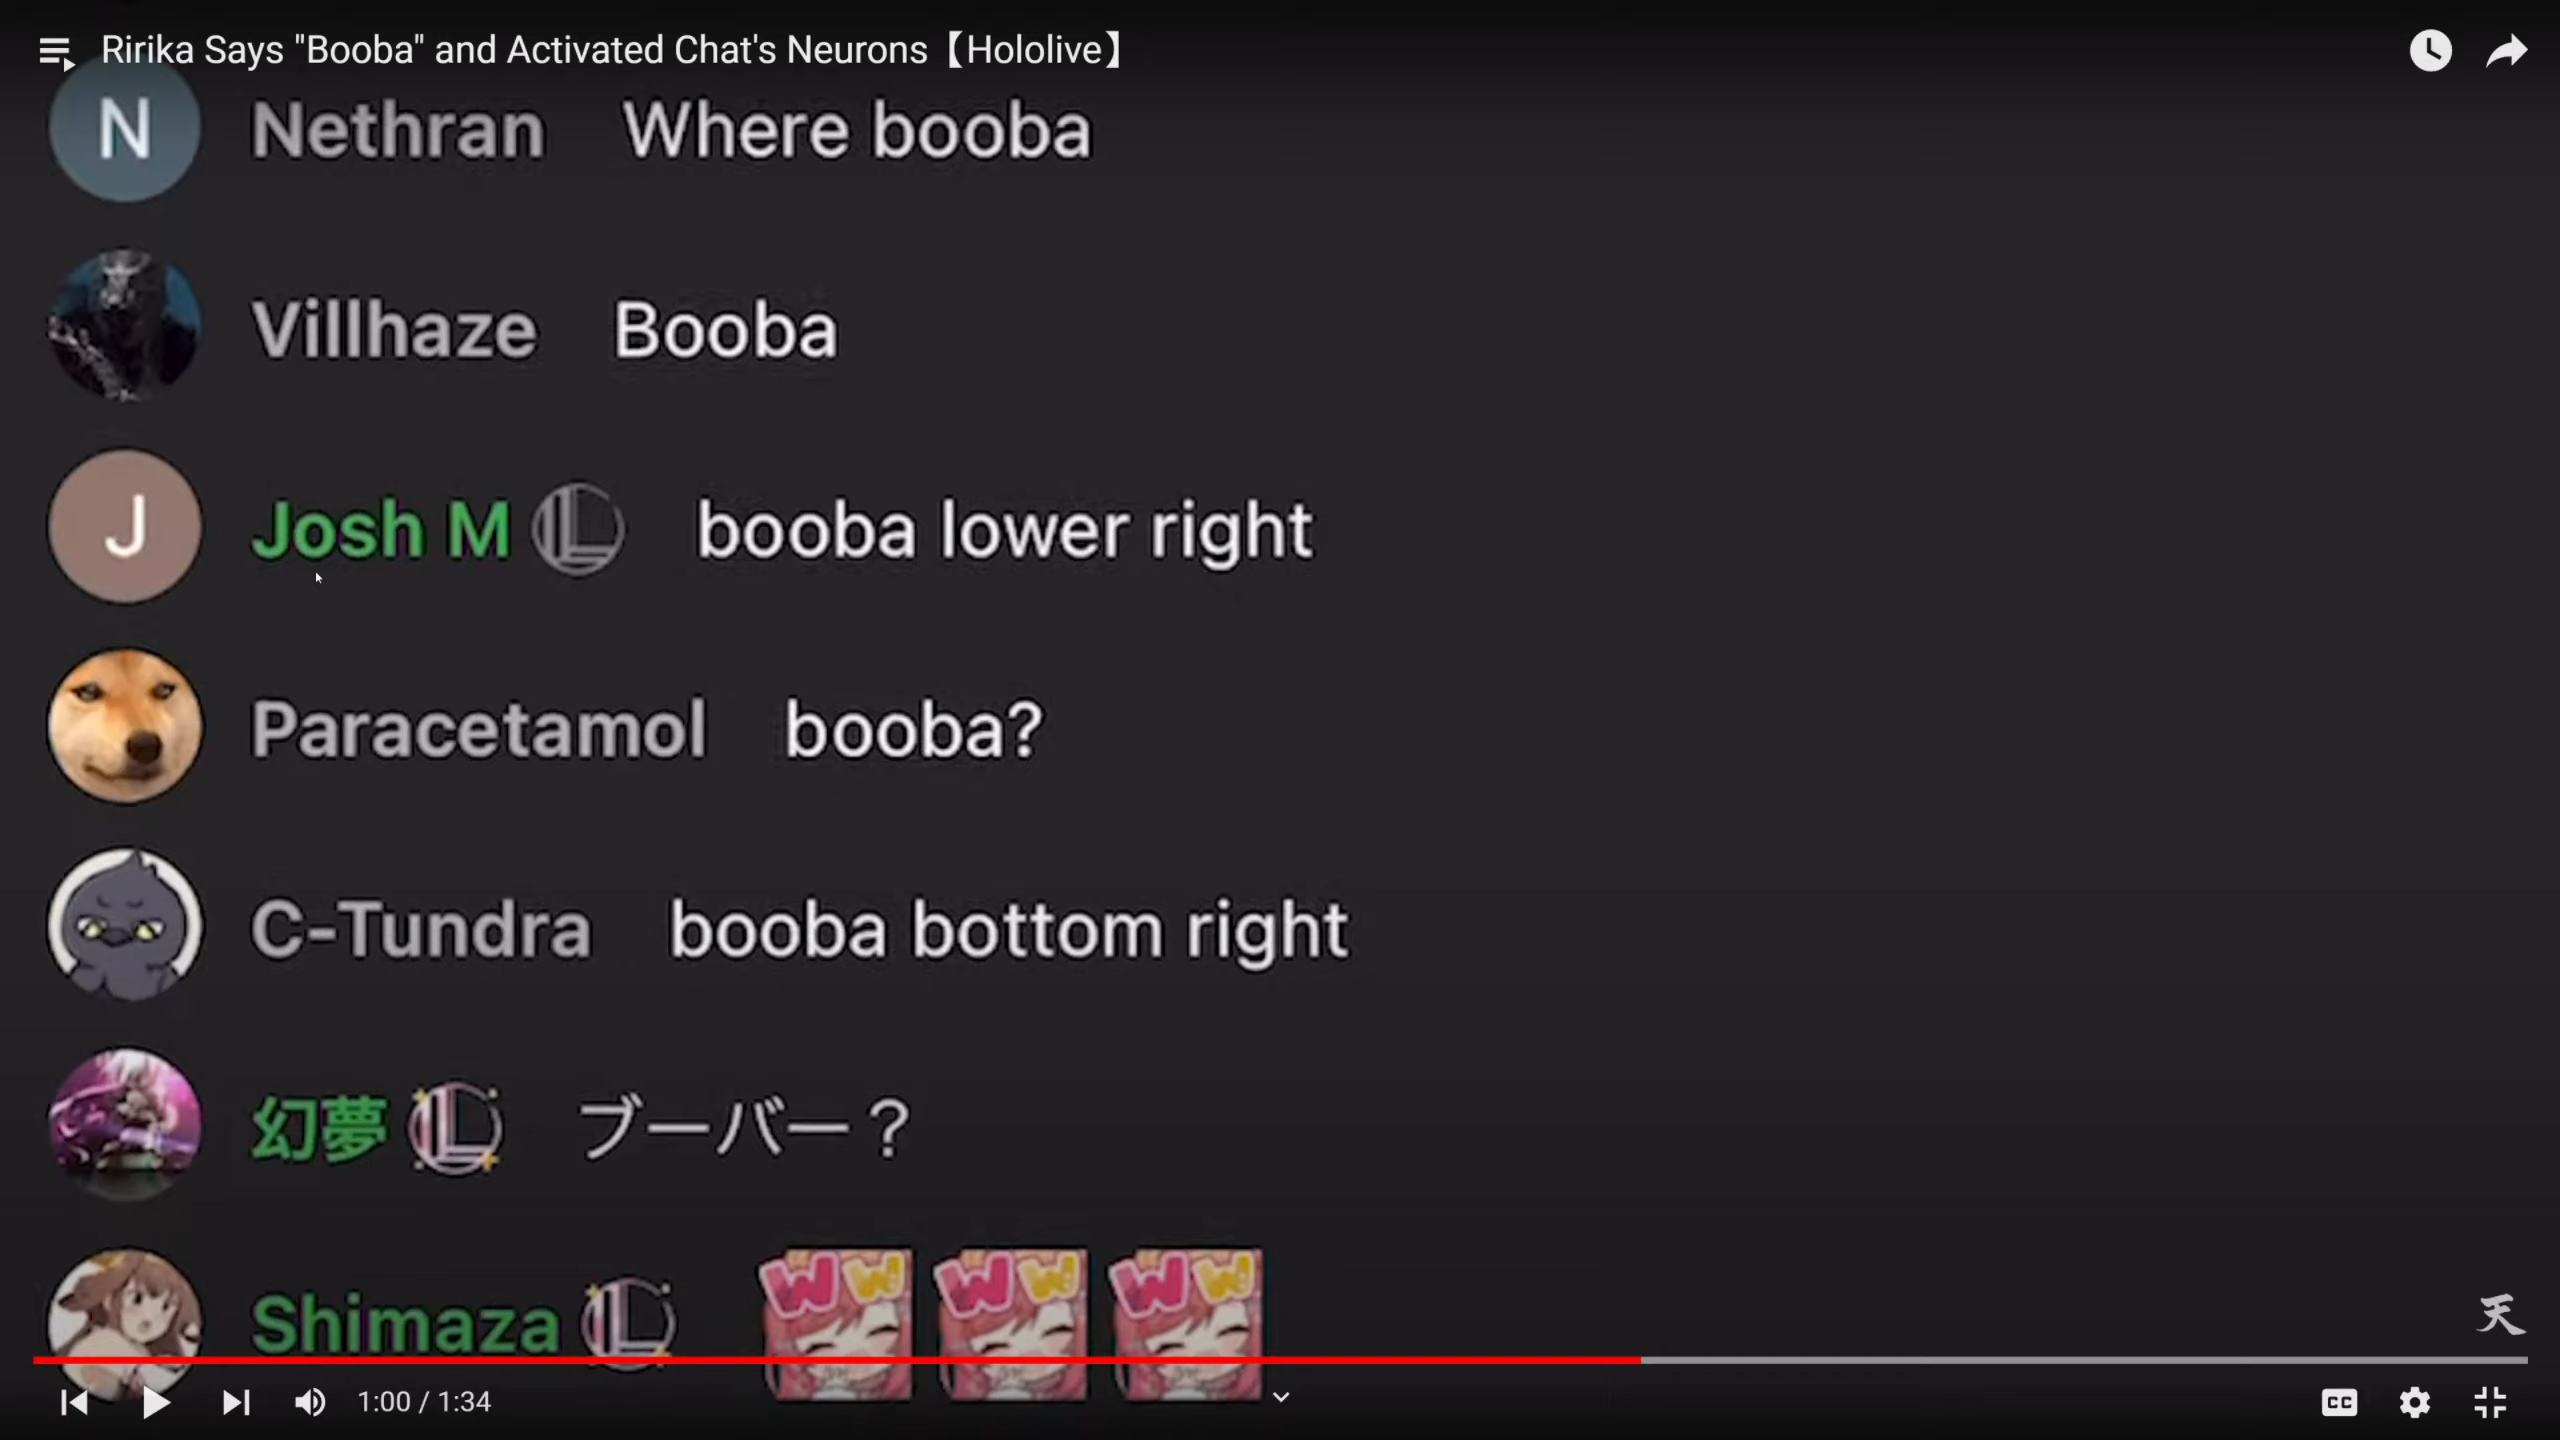 Ririka Says "Booba" and Activated Chat's Neurons【Hololive】
N Nethran Where booba
Villhaze Booba
J Josh M booba lower right
Paracetamol booba?
C-Tundra booba bottom right
幻夢 ブーバー？
Shimaza W W W W W W
天
1:00 / 1:34
CC